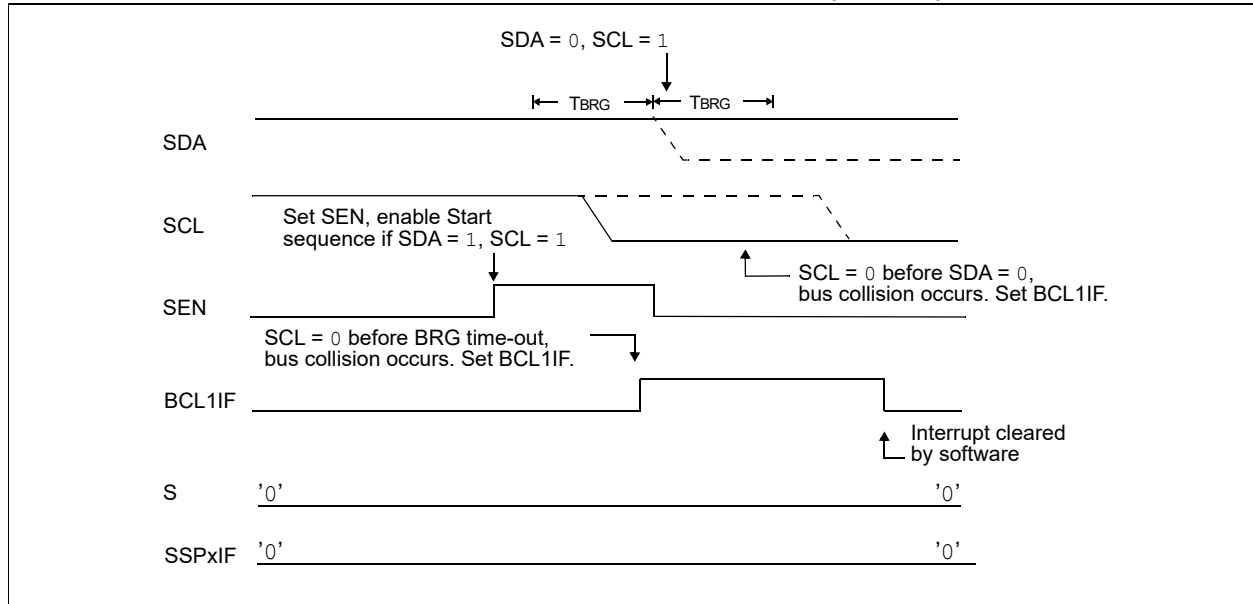 SDA = 0, SCL = 1
TBRG TBRG
SDA
SCL
Set SEN, enable Start
sequence if SDA = 1, SCL = 1
SCL = 0 before SDA = 0,
bus collision occurs. Set BCL1IF.
SEN
SCL = 0 before BRG time-out,
bus collision occurs. Set BCL1IF.
BCL1IF
Interrupt cleared
by software
S '0' '0'
SSPxIF '0' '0'